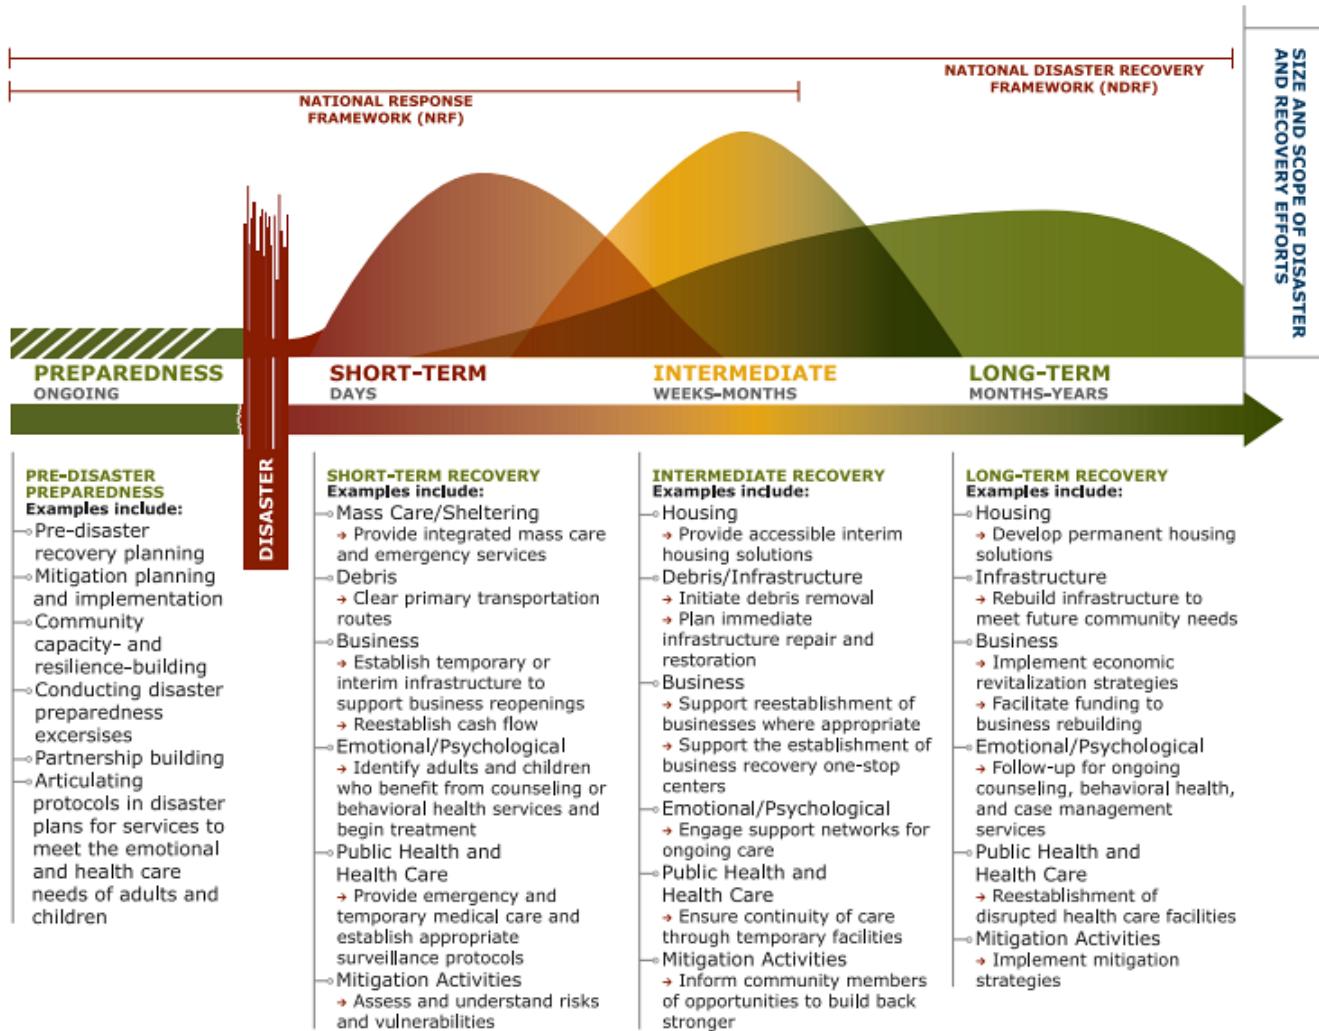 NATIONAL DISASTER RECOVERY
FRAMEWORK (NDRF)
NATIONAL RESPONSE
FRAMEWORK (NRF)
SIZE AND SCOPE OF DISASTER
AND RECOVERY EFFORTS
PREPAREDNESS
ONGOING
SHORT-TERM
DAYS
INTERMEDIATE
WEEKS-MONTHS
LONG-TERM
MONTHS-YEARS
DISASTER
PRE-DISASTER
PREPAREDNESS
Examples include:
Pre-disaster
recovery planning
Mitigation planning
and implementation
Community
capacity- and
resilience-building
Conducting disaster
preparedness
excersises
Partnership building
Articulating
protocols in disaster
plans for services to
meet the emotional
and health care
needs of adults and
children
SHORT-TERM RECOVERY
Examples include:
Mass Care/Sheltering
→ Provide integrated mass care
and emergency services
Debris
→ Clear primary transportation
routes
Business
→ Establish temporary or
interim infrastructure to
support business reopenings
→ Reestablish cash flow
Emotional/Psychological
→ Identify adults and children
who benefit from counseling or
behavioral health services and
begin treatment
Public Health and
Health Care
→ Provide emergency and
temporary medical care and
establish appropriate
surveillance protocols
Mitigation Activities
→ Assess and understand risks
and vulnerabilities
INTERMEDIATE RECOVERY
Examples include:
Housing
→ Provide accessible interim
housing solutions
Debris/Infrastructure
→ Initiate debris removal
→ Plan immediate
infrastructure repair and
restoration
Business
→ Support reestablishment of
businesses where appropriate
→ Support the establishment of
business recovery one-stop
centers
Emotional/Psychological
→ Engage support networks for
ongoing care
Public Health and
Health Care
→ Ensure continuity of care
through temporary facilities
Mitigation Activities
→ Inform community members
of opportunities to build back
stronger
LONG-TERM RECOVERY
Examples include:
Housing
→ Develop permanent housing
solutions
Infrastructure
→ Rebuild infrastructure to
meet future community needs
Business
→ Implement economic
revitalization strategies
→ Facilitate funding to
business rebuilding
Emotional/Psychological
→ Follow-up for ongoing
counseling, behavioral health,
and case management
services
Public Health and
Health Care
→ Reestablishment of
disrupted health care facilities
Mitigation Activities
→ Implement mitigation
strategies